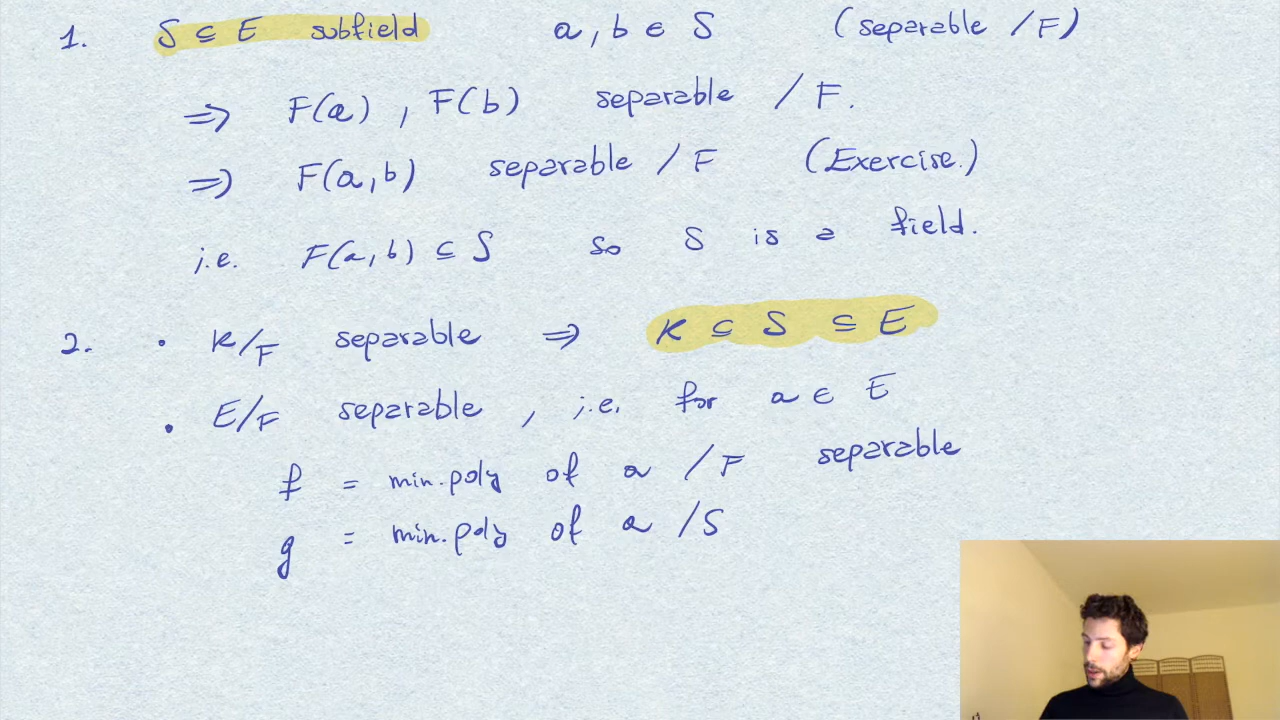 1. S ⊆ E subfield a, b ∈ S (separable /F)
⇒ F(a), F(b) separable /F.
⇒ F(a,b) separable /F (Exercise.)
i.e. F(a,b) ⊆ S so S is a field.
2. • K/F separable ⇒ K ⊆ S ⊆ E
• E/F separable, i.e. for a ∈ E
f = min.poly of a /F separable
g = min.poly of a /S